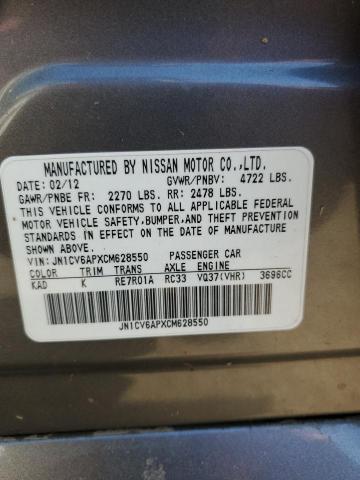 MANUFACTURED BY NISSAN MOTOR CO.,LTD.
DATE: 02/12 GVWR/PNBV: 4722 LBS.
GAWR/PNBE FR: 2270 LBS. RR: 2478 LBS.
THIS VEHICLE CONFORMS TO ALL APPLICABLE FEDERAL
MOTOR VEHICLE SAFETY,BUMPER,AND THEFT PREVENTION
STANDARDS IN EFFECT ON THE DATE OF MANUFACTURE
SHOWN ABOVE.
VIN: JN1CV6APXCM628550 PASSENGER CAR
COLOR TRIM TRANS AXLE ENGINE
KAD K RE7R01A RC33 VQ37(VHR) 3696CC
JN1CV6APXCM628550